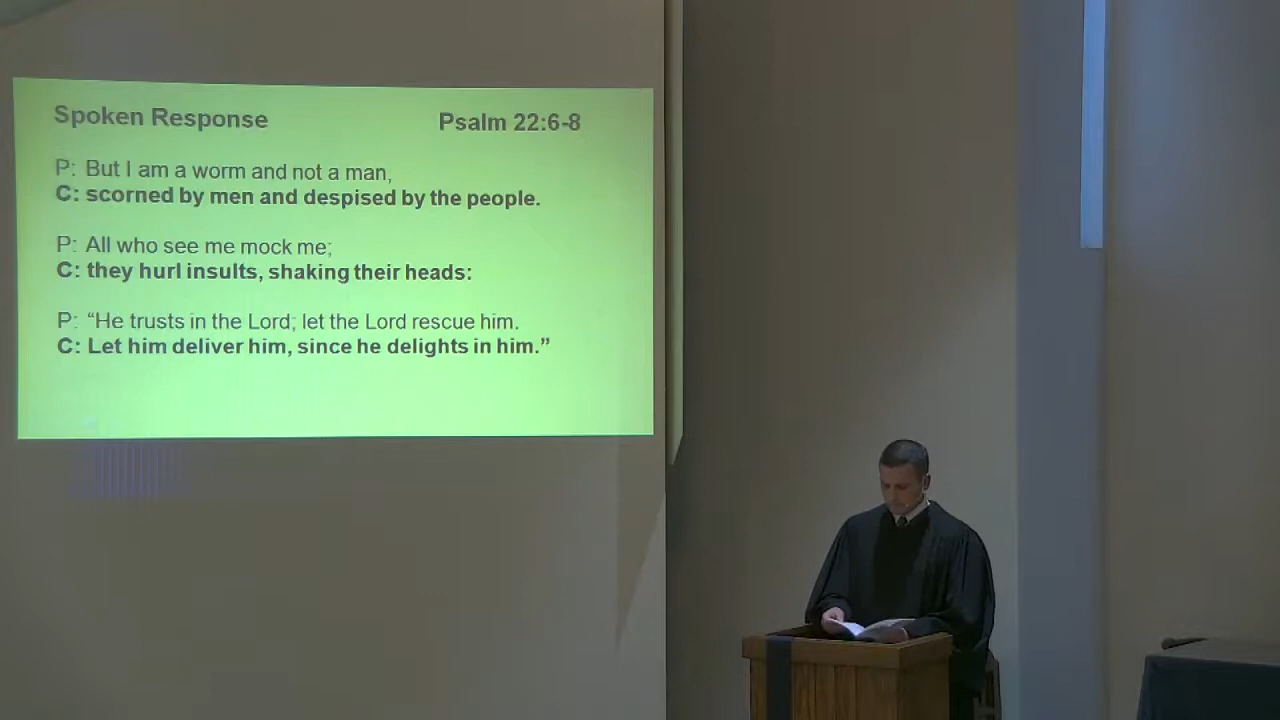 Spoken Response Psalm 22:6-8
P: But I am a worm and not a man,
C: scorned by men and despised by the people.
P: All who see me mock me;
C: they hurl insults, shaking their heads:
P: “He trusts in the Lord; let the Lord rescue him.
C: Let him deliver him, since he delights in him.”